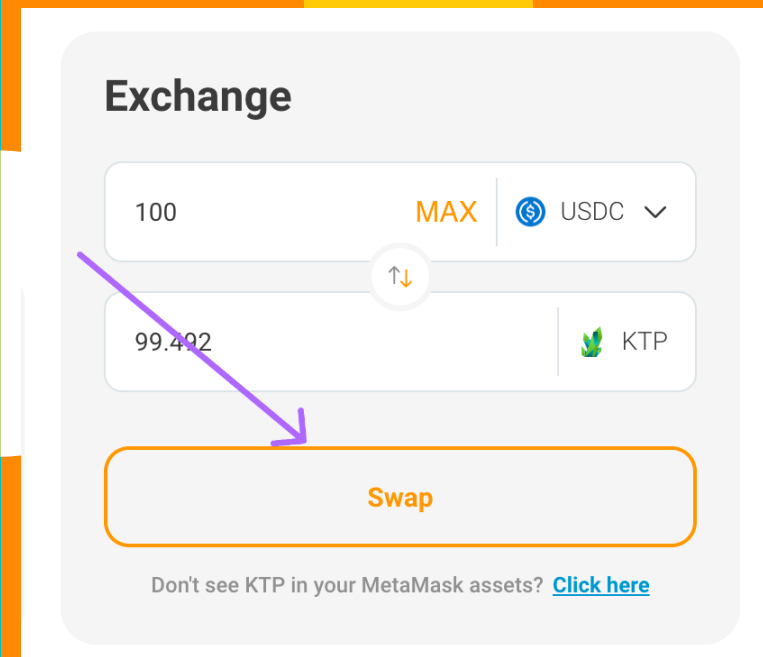 Exchange
100 MAX USDC
99.492 KTP
Swap
Don't see KTP in your MetaMask assets? Click here